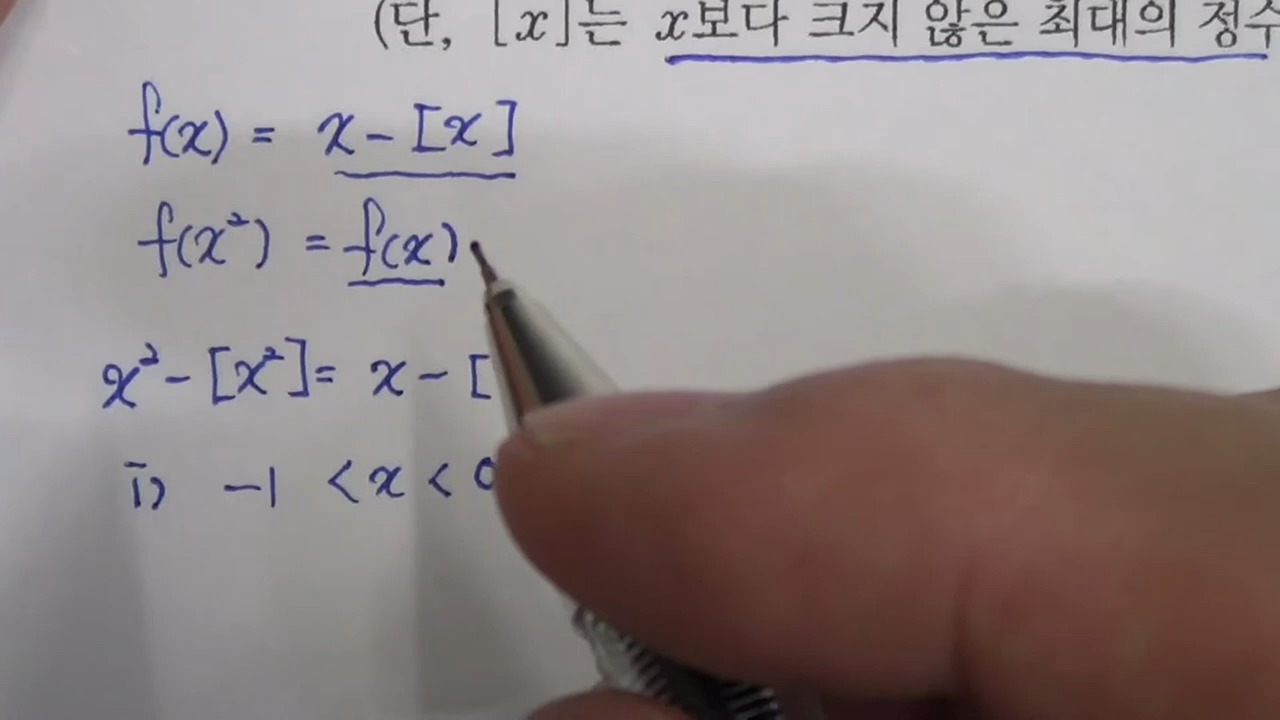 (단, [x]는 x보다 크지 않은 최대의 정수
f(x) = x - [x]
f(x²) = f(x)
x² - [x²] = x - [
i) -1 < x < 0